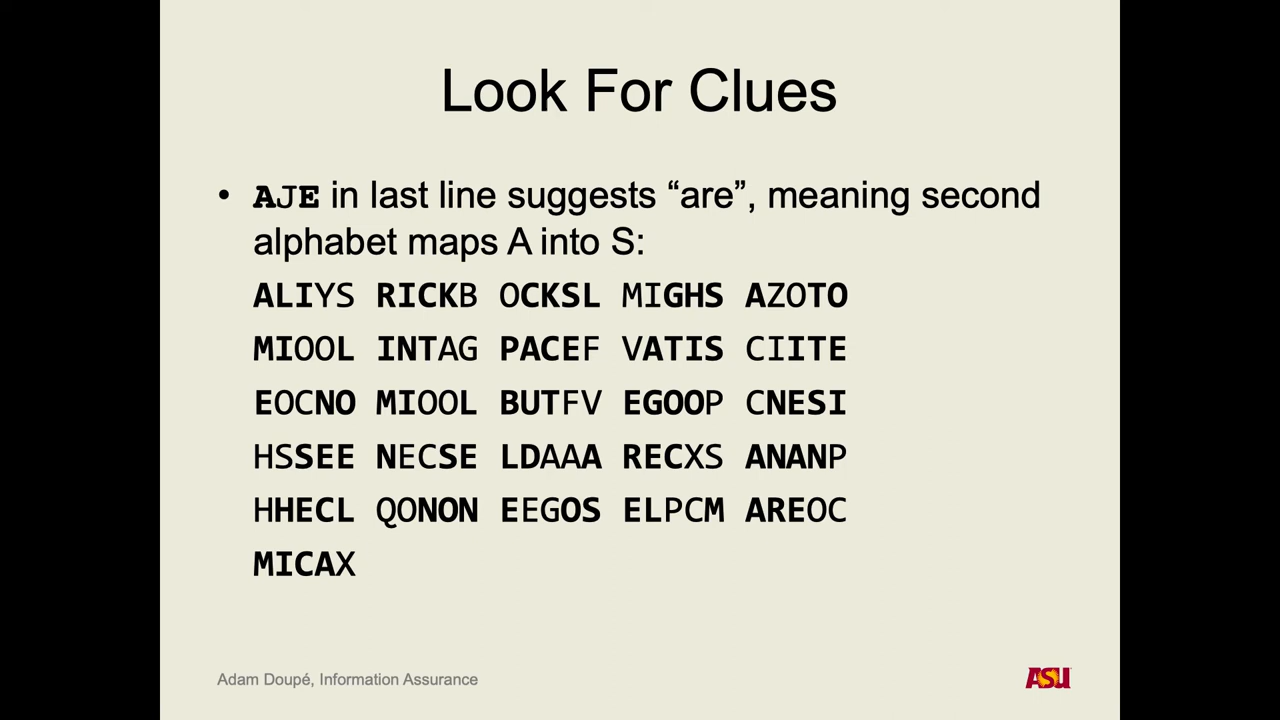 Look For Clues
• AJE in last line suggests “are”, meaning second
alphabet maps A into S:
ALIYS RICKB OCKSL MIGHS AZOTO
MIOOL INTAG PACEF VATIS CIITE
EOCNO MIOOL BUTFV EGOOP CNESI
HSSEE NECSE LDAAA RECXS ANANP
HHECL QONON EEGOS ELPCM AREOC
MICAX
Adam Doupé, Information Assurance
ASU